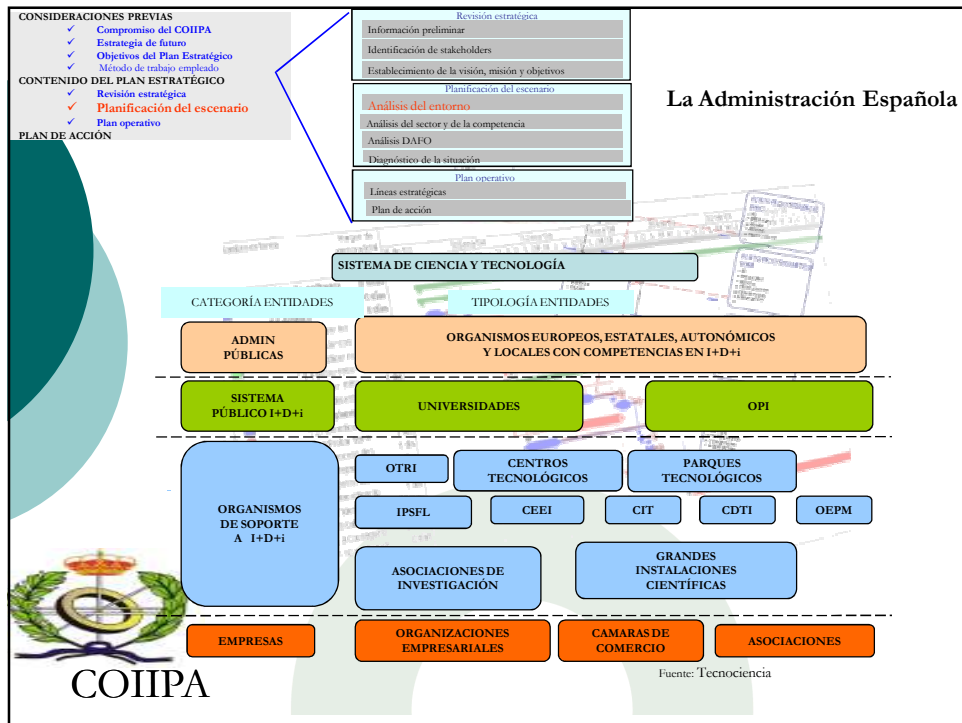 CONSIDERACIONES PREVIAS
✓ Compromiso del COIIPA
✓ Estrategia de futuro
✓ Objetivos del Plan Estratégico
✓ Método de trabajo empleado
CONTENIDO DEL PLAN ESTRATÉGICO
✓ Revisión estratégica
✓ Planificación del escenario
✓ Plan operativo
PLAN DE ACCIÓN
Revisión estratégica
Información preliminar
Identificación de stakeholders
Establecimiento de la visión, misión y objetivos
Planificación del escenario
Análisis del entorno
Análisis del sector y de la competencia
Análisis DAFO
Diagnóstico de la situación
Plan operativo
Líneas estratégicas
Plan de acción
La Administración Española
SISTEMA DE CIENCIA Y TECNOLOGÍA
CATEGORÍA ENTIDADES
TIPOLOGÍA ENTIDADES
ADMIN
PÚBLICAS
ORGANISMOS EUROPEOS, ESTATALES, AUTONÓMICOS
Y LOCALES CON COMPETENCIAS EN I+D+i
SISTEMA
PÚBLICO I+D+i
UNIVERSIDADES
OPI
ORGANISMOS
DE SOPORTE
A I+D+i
OTRI
CENTROS
TECNOLÓGICOS
PARQUES
TECNOLÓGICOS
IPSFL
CEEI
CIT
CDTI
OEPM
ASOCIACIONES DE
INVESTIGACIÓN
GRANDES
INSTALACIONES
CIENTÍFICAS
EMPRESAS
ORGANIZACIONES
EMPRESARIALES
CAMARAS DE
COMERCIO
ASOCIACIONES
Fuente: Tecnociencia
COIIPA